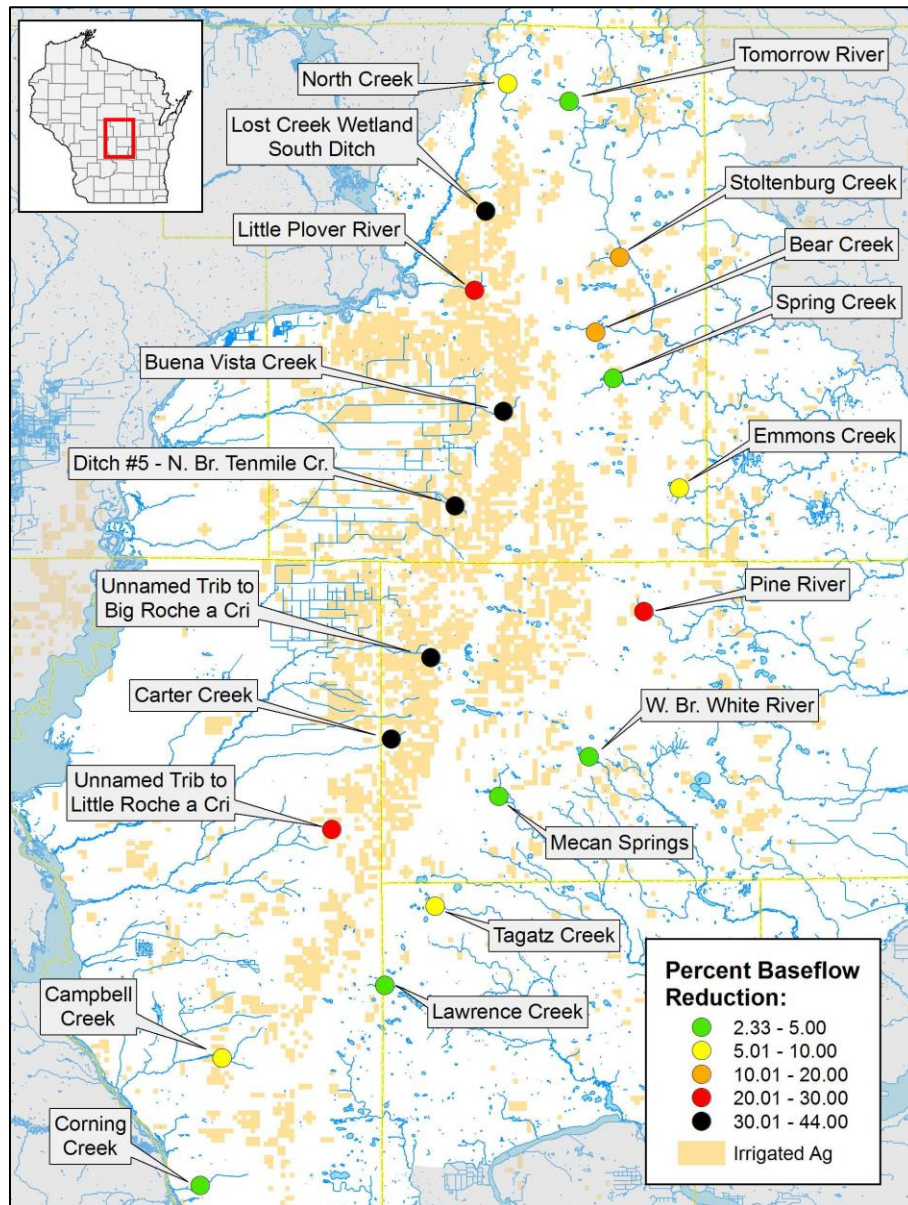 North Creek
Tomorrow River
Lost Creek Wetland
South Ditch
Stoltenburg Creek
Little Plover River
Bear Creek
Spring Creek
Buena Vista Creek
Emmons Creek
Ditch #5 - N. Br. Tenmile Cr.
Unnamed Trib to
Big Roche a Cri
Pine River
Carter Creek
W. Br. White River
Unnamed Trib to
Little Roche a Cri
Mecan Springs
Tagatz Creek
Lawrence Creek
Campbell
Creek
Corning
Creek
Percent Baseflow
Reduction:
2.33 - 5.00
5.01 - 10.00
10.01 - 20.00
20.01 - 30.00
30.01 - 44.00
Irrigated Ag